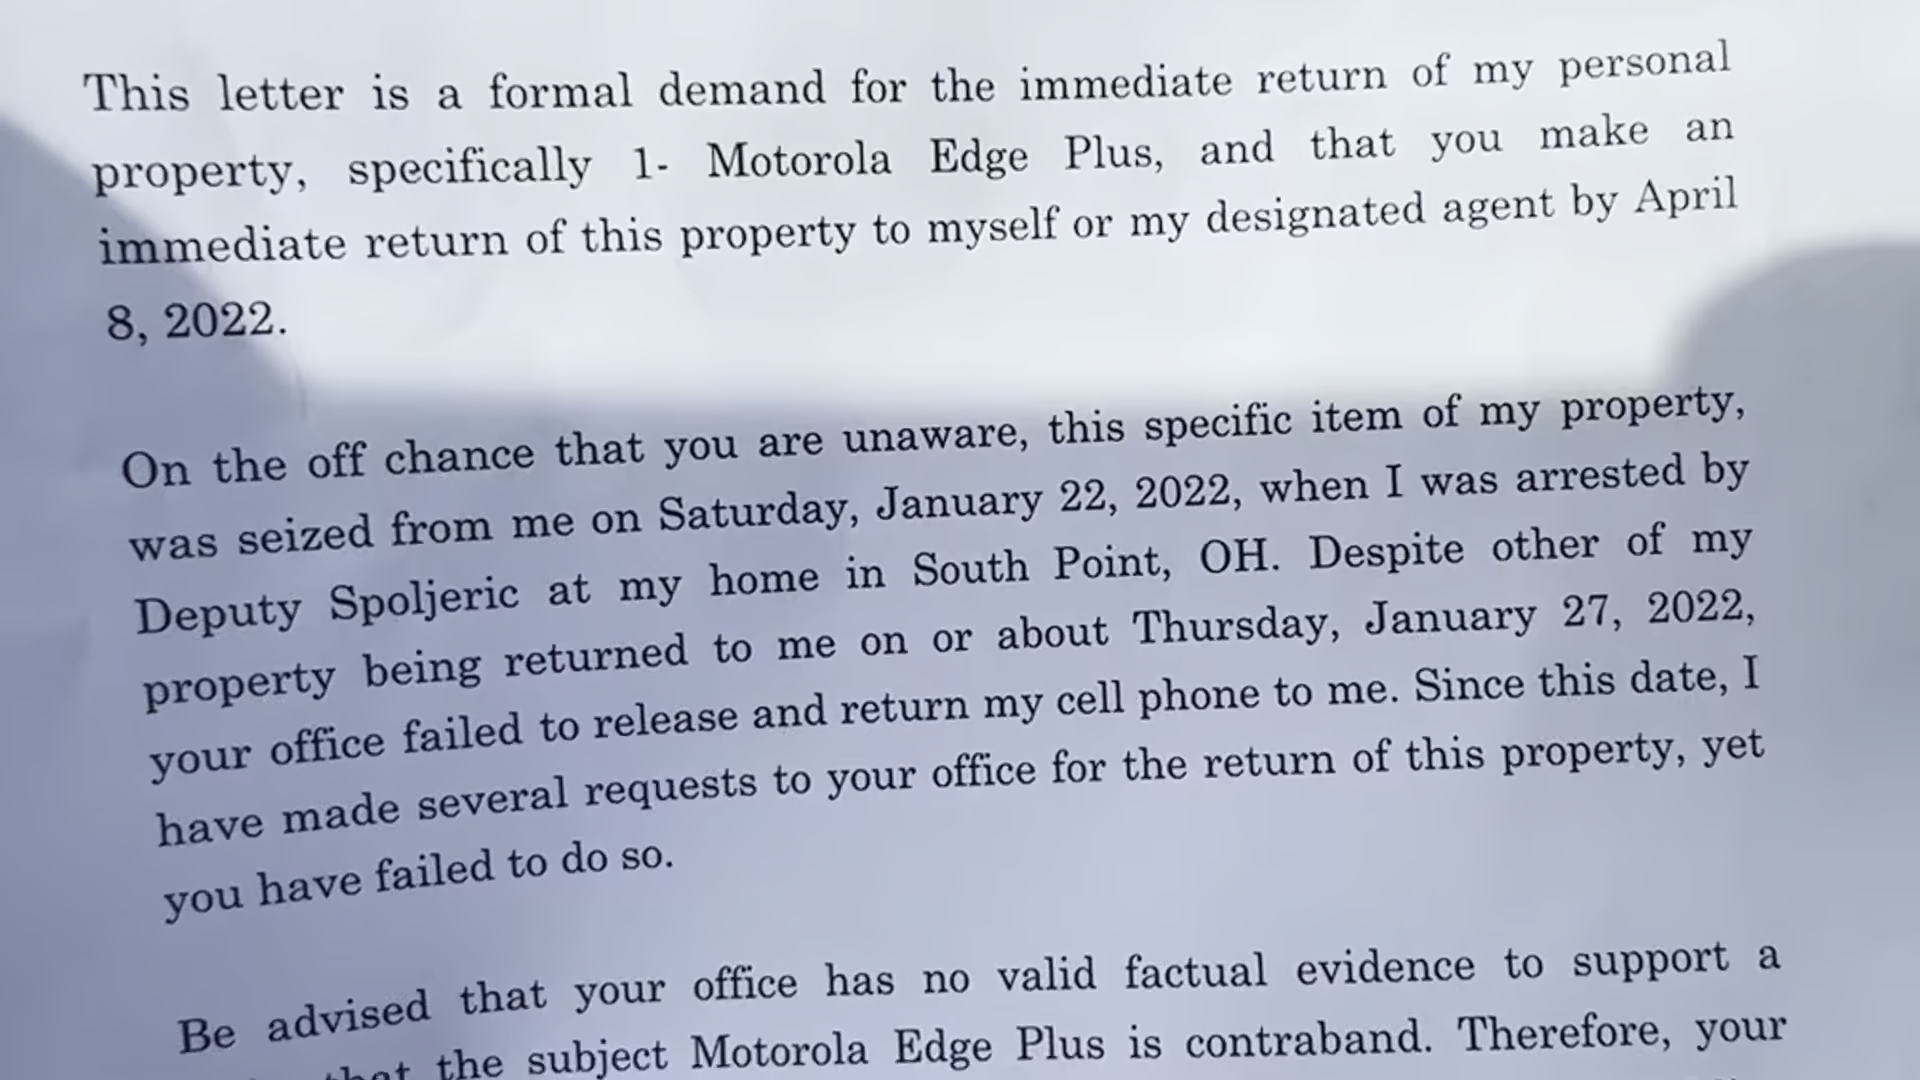 This letter is a formal demand for the immediate return of my personal
property, specifically 1- Motorola Edge Plus, and that you make an
immediate return of this property to myself or my designated agent by April
8, 2022.
On the off chance that you are unaware, this specific item of my property,
was seized from me on Saturday, January 22, 2022, when I was arrested by
Deputy Spoljeric at my home in South Point, OH. Despite other of my
property being returned to me on or about Thursday, January 27, 2022,
your office failed to release and return my cell phone to me. Since this date, I
have made several requests to your office for the return of this property, yet
you have failed to do so.
Be advised that your office has no valid factual evidence to support a
that the subject Motorola Edge Plus is contraband. Therefore, your